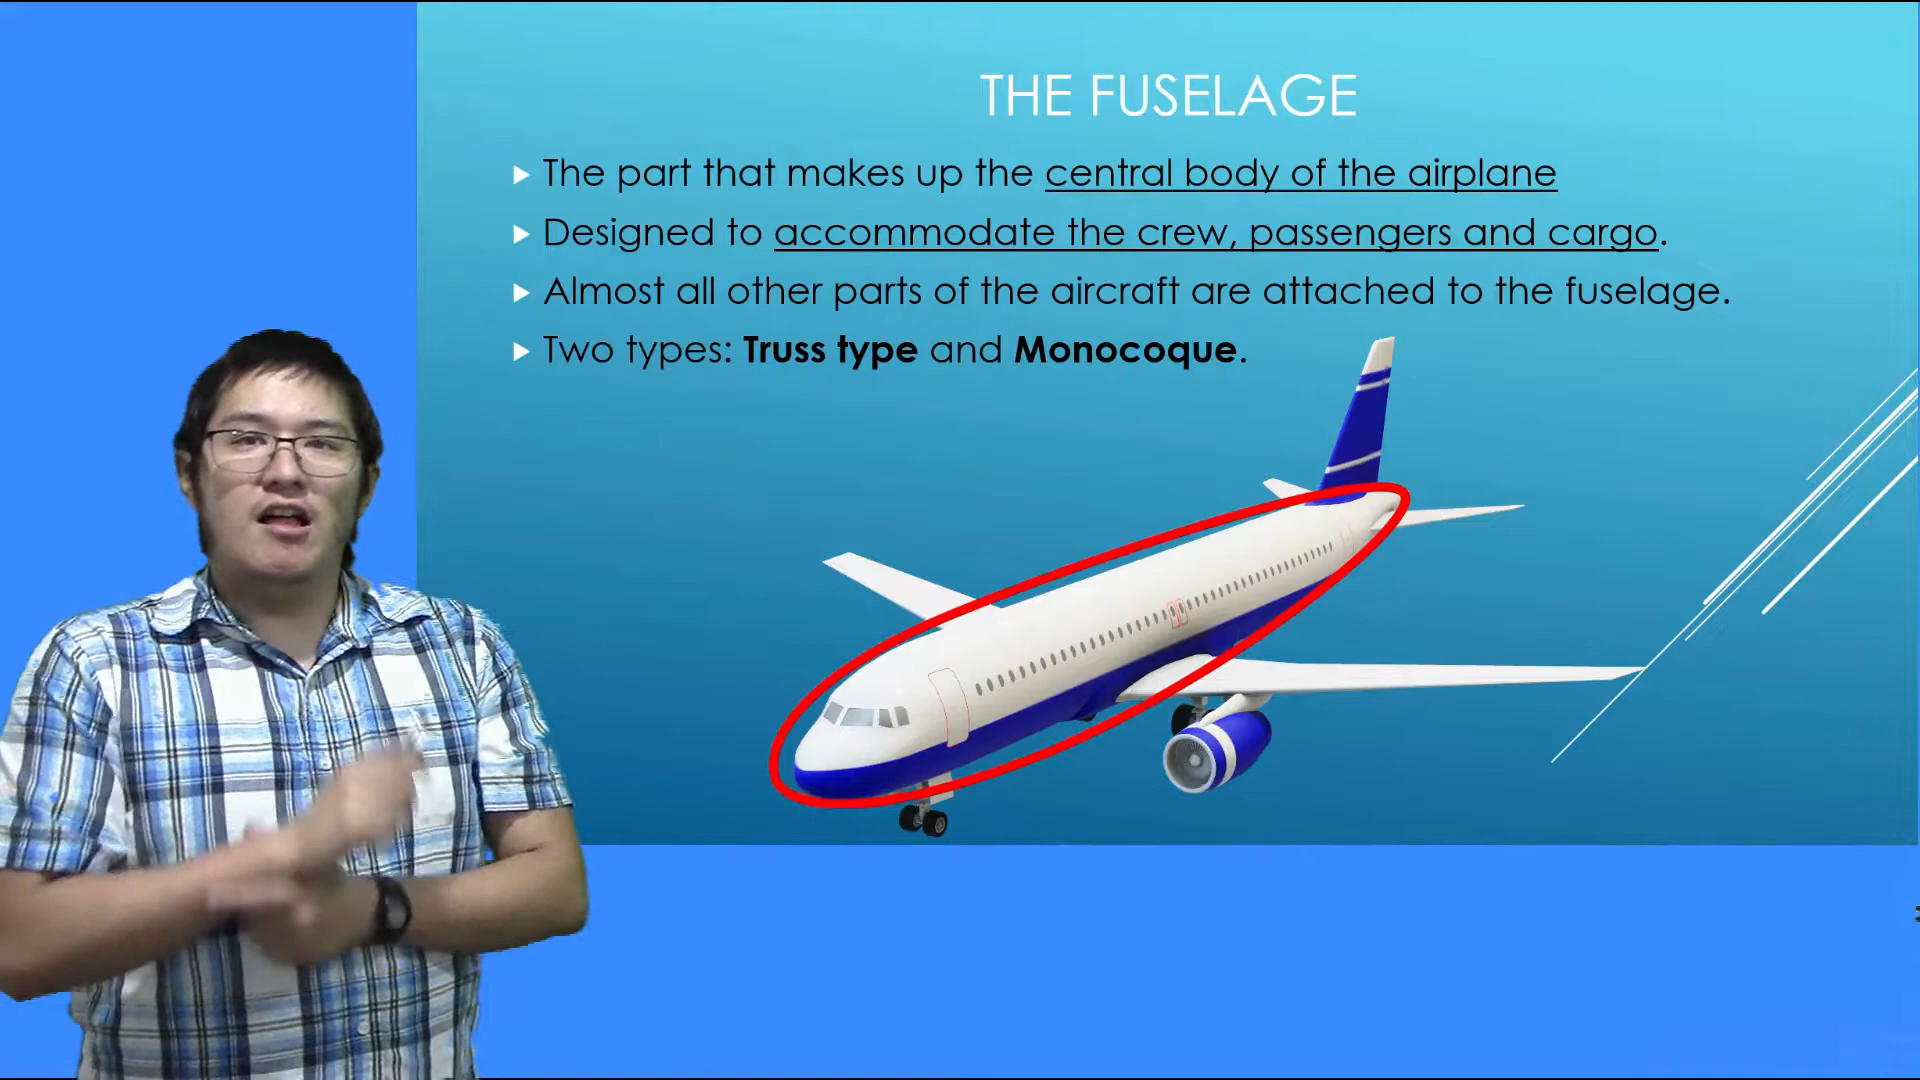 THE FUSELAGE
The part that makes up the central body of the airplane
Designed to accommodate the crew, passengers and cargo.
Almost all other parts of the aircraft are attached to the fuselage.
Two types: Truss type and Monocoque.